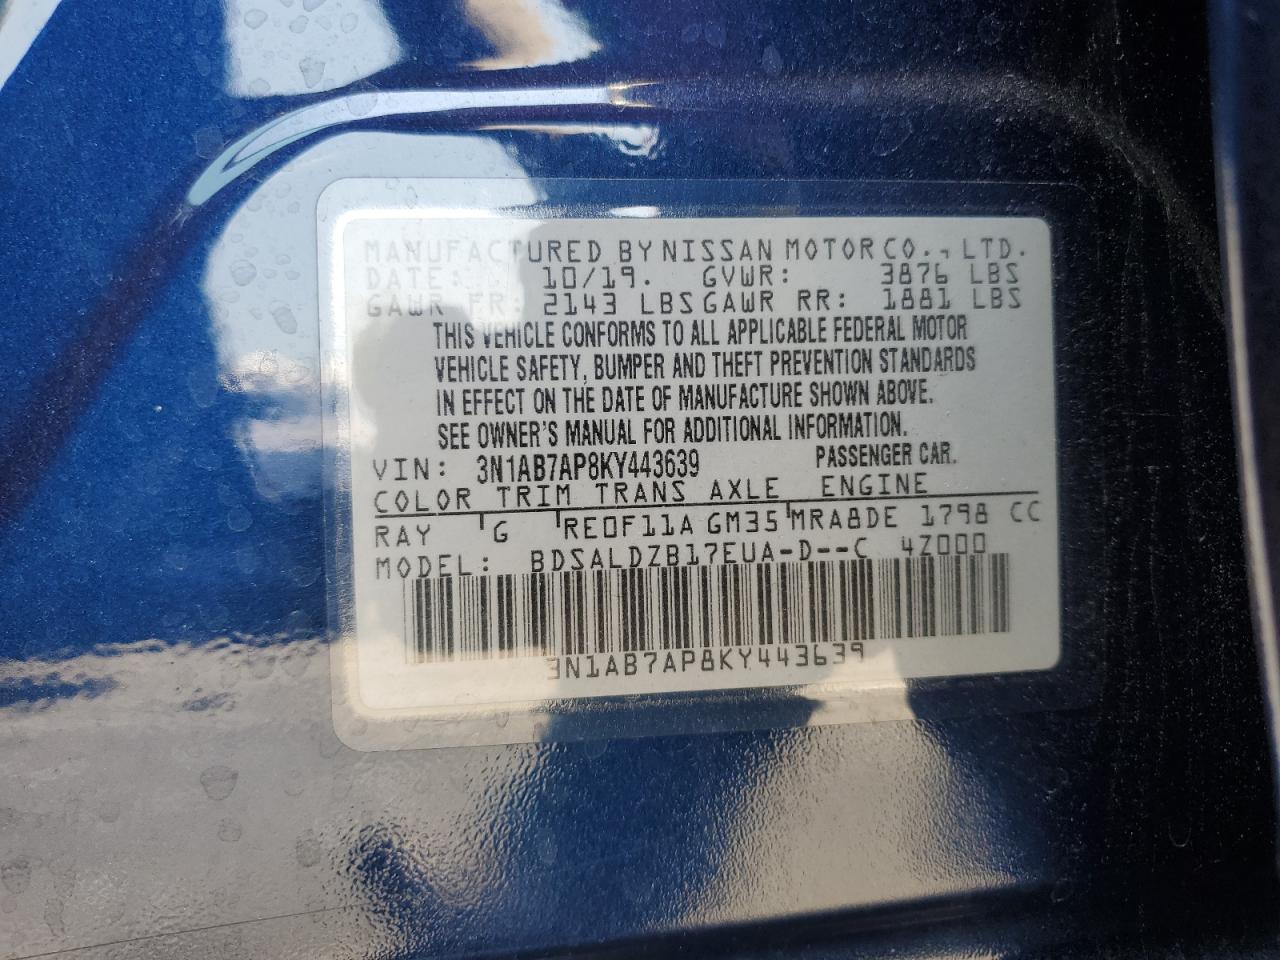 MANUFACTURED BY NISSAN MOTOR CO., LTD.
DATE: 10/19. GVWR: 3876 LBS
GAWR FR: 2143 LBS GAWR RR: 1881 LBS
THIS VEHICLE CONFORMS TO ALL APPLICABLE FEDERAL MOTOR
VEHICLE SAFETY, BUMPER AND THEFT PREVENTION STANDARDS
IN EFFECT ON THE DATE OF MANUFACTURE SHOWN ABOVE.
SEE OWNER'S MANUAL FOR ADDITIONAL INFORMATION.
VIN: 3N1AB7AP8KY443639 PASSENGER CAR.
COLOR TRIM TRANS AXLE ENGINE
RAY G RE0F11A GM35 MRA8DE 1798 CC
MODEL: BDSALDZB17EUA-D--C 4Z000
3N1AB7AP8KY443639